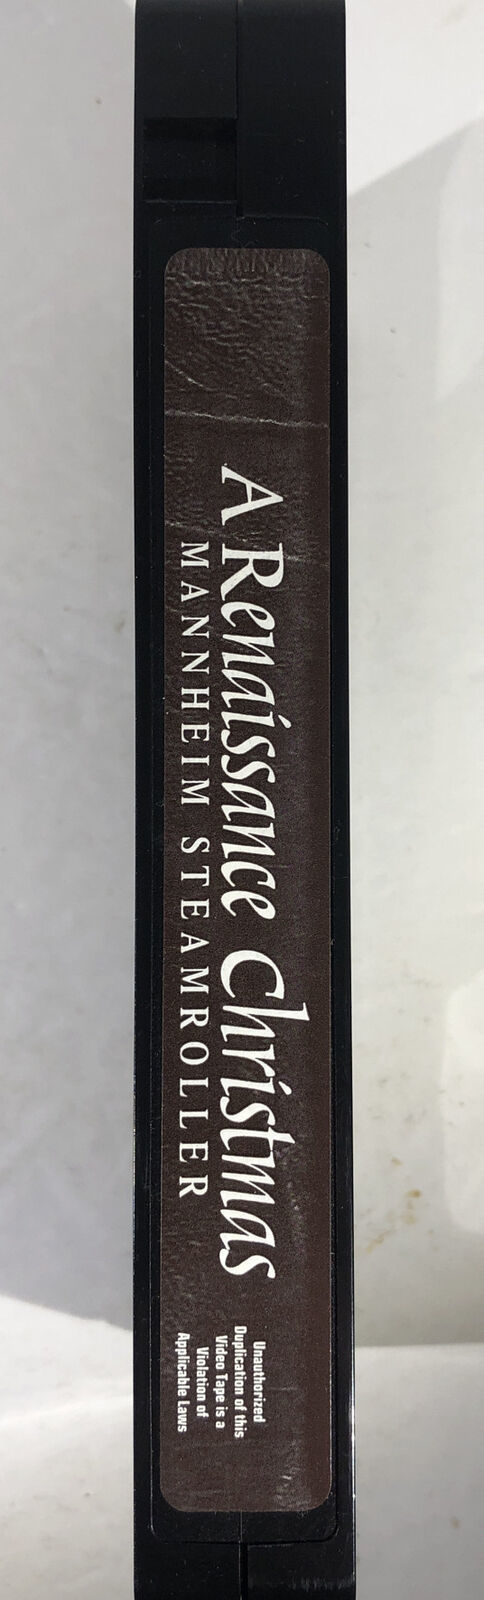 A Renaissance Christmas
MANNHEIM STEAMROLLER
Unauthorized
Duplication of this
Video Tape is a
Violation of
Applicable Laws